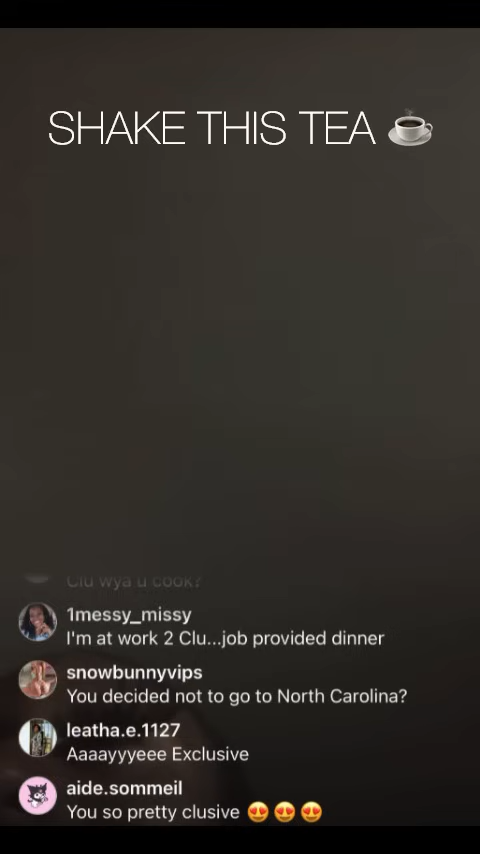 SHAKE THIS TEA ☕
Clu wya u cook?
1messy_missy
I'm at work 2 Clu...job provided dinner
snowbunnyvips
You decided not to go to North Carolina?
leatha.e.1127
Aaaayyyeee Exclusive
aide.sommeil
You so pretty clusive 😍😍😍